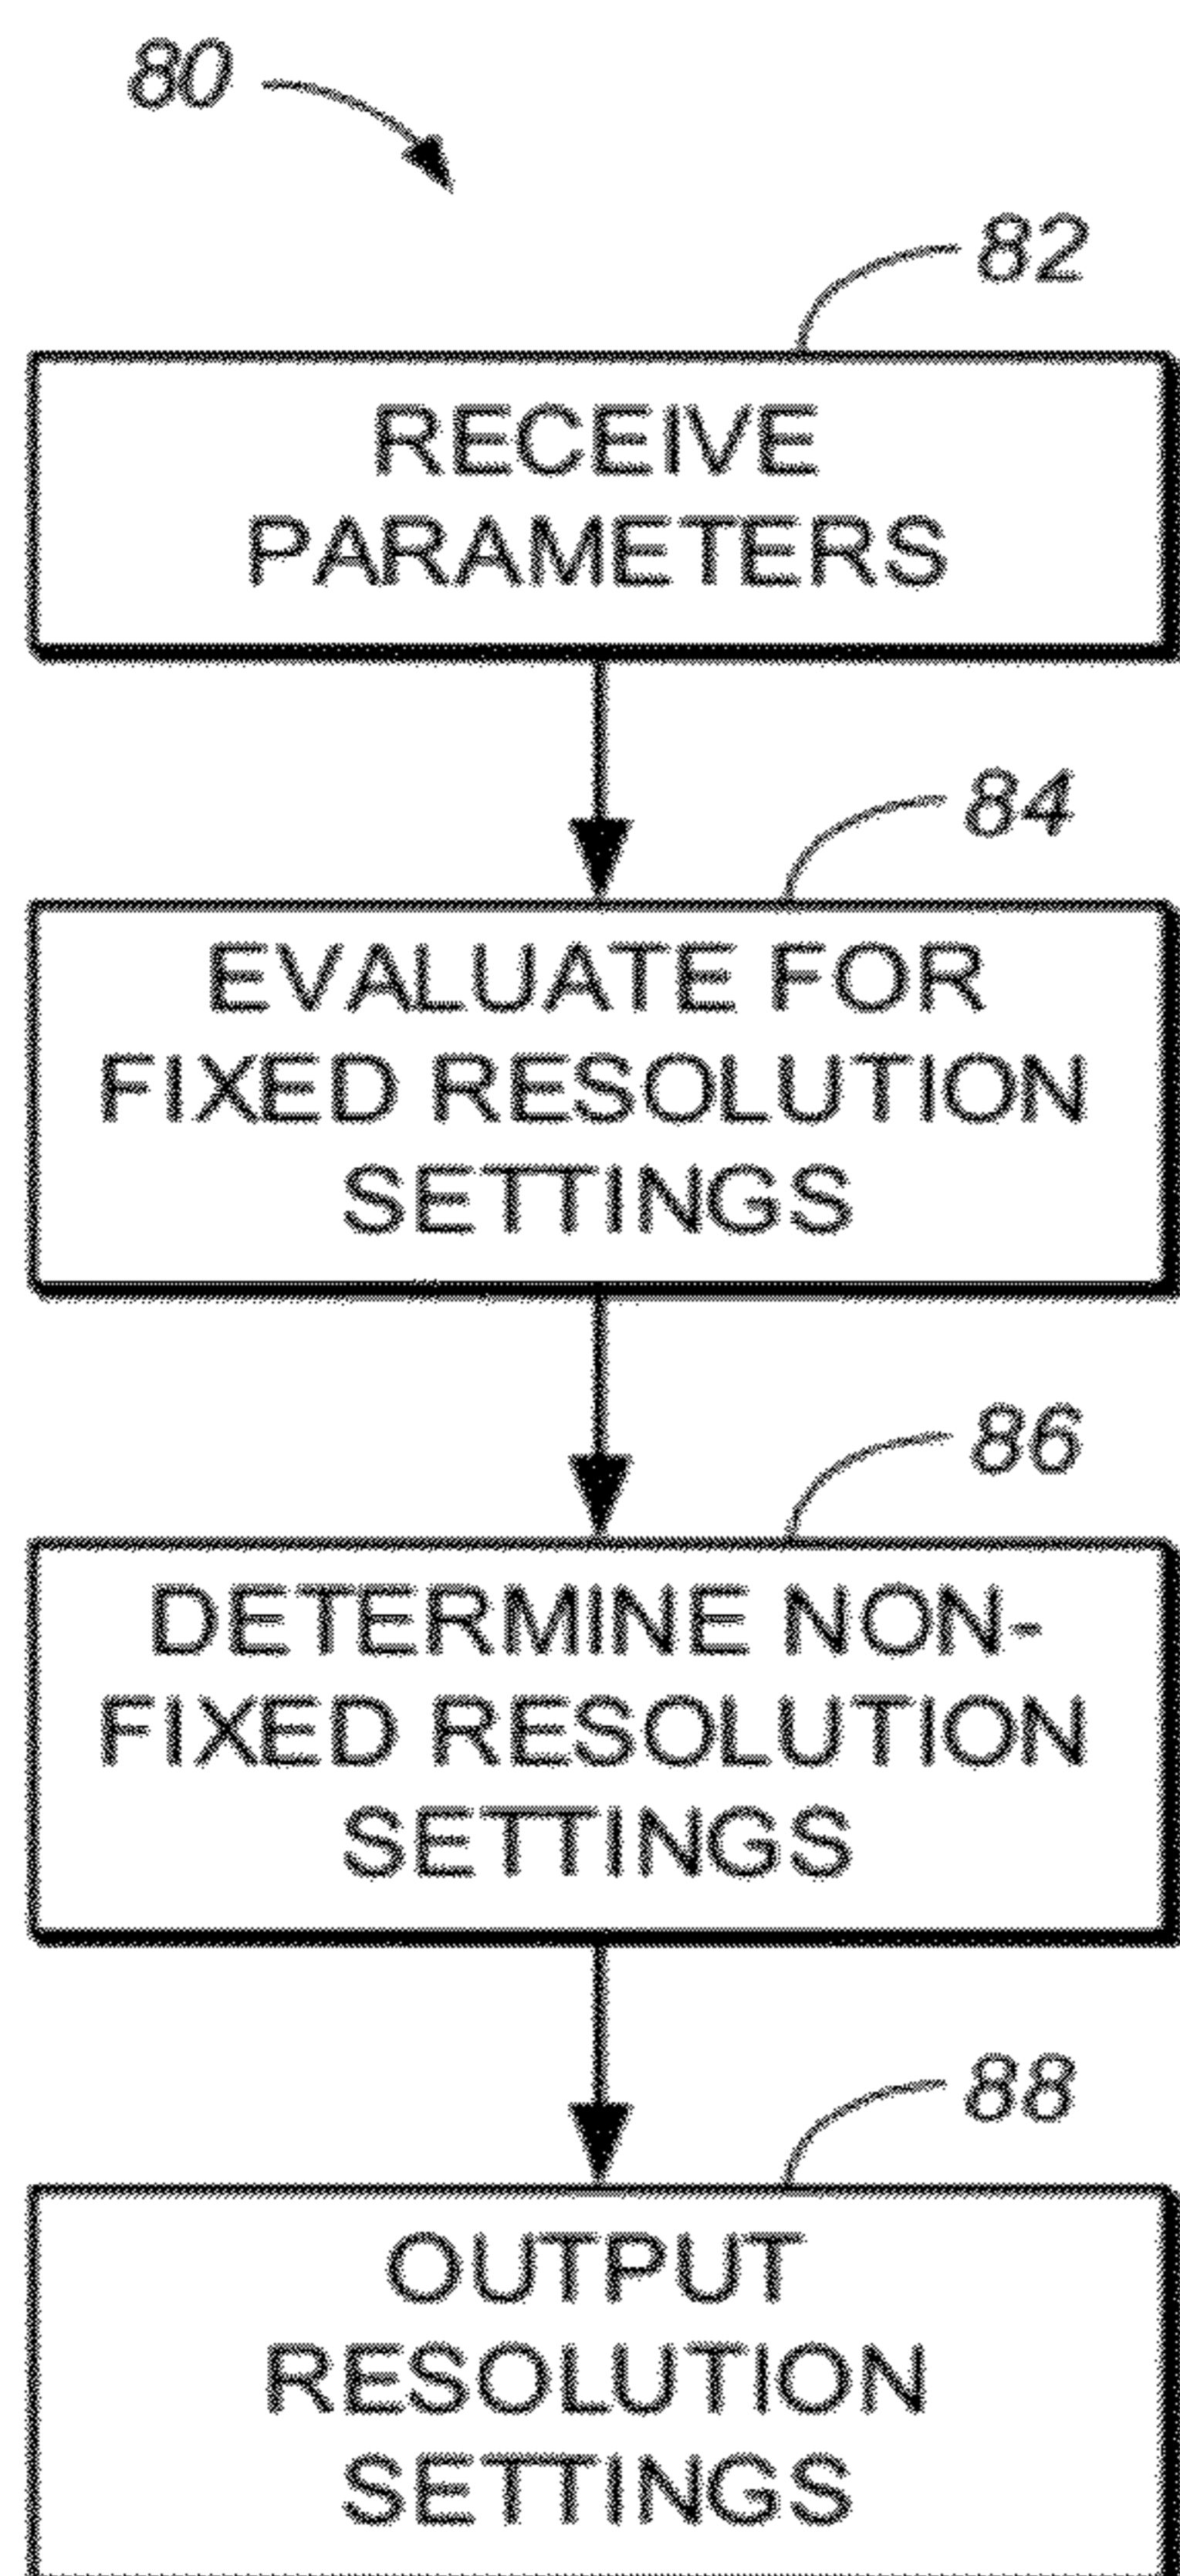 80
82
RECEIVE
PARAMETERS
84
EVALUATE FOR
FIXED RESOLUTION
SETTINGS
86
DETERMINE NON-
FIXED RESOLUTION
SETTINGS
88
OUTPUT
RESOLUTION
SETTINGS